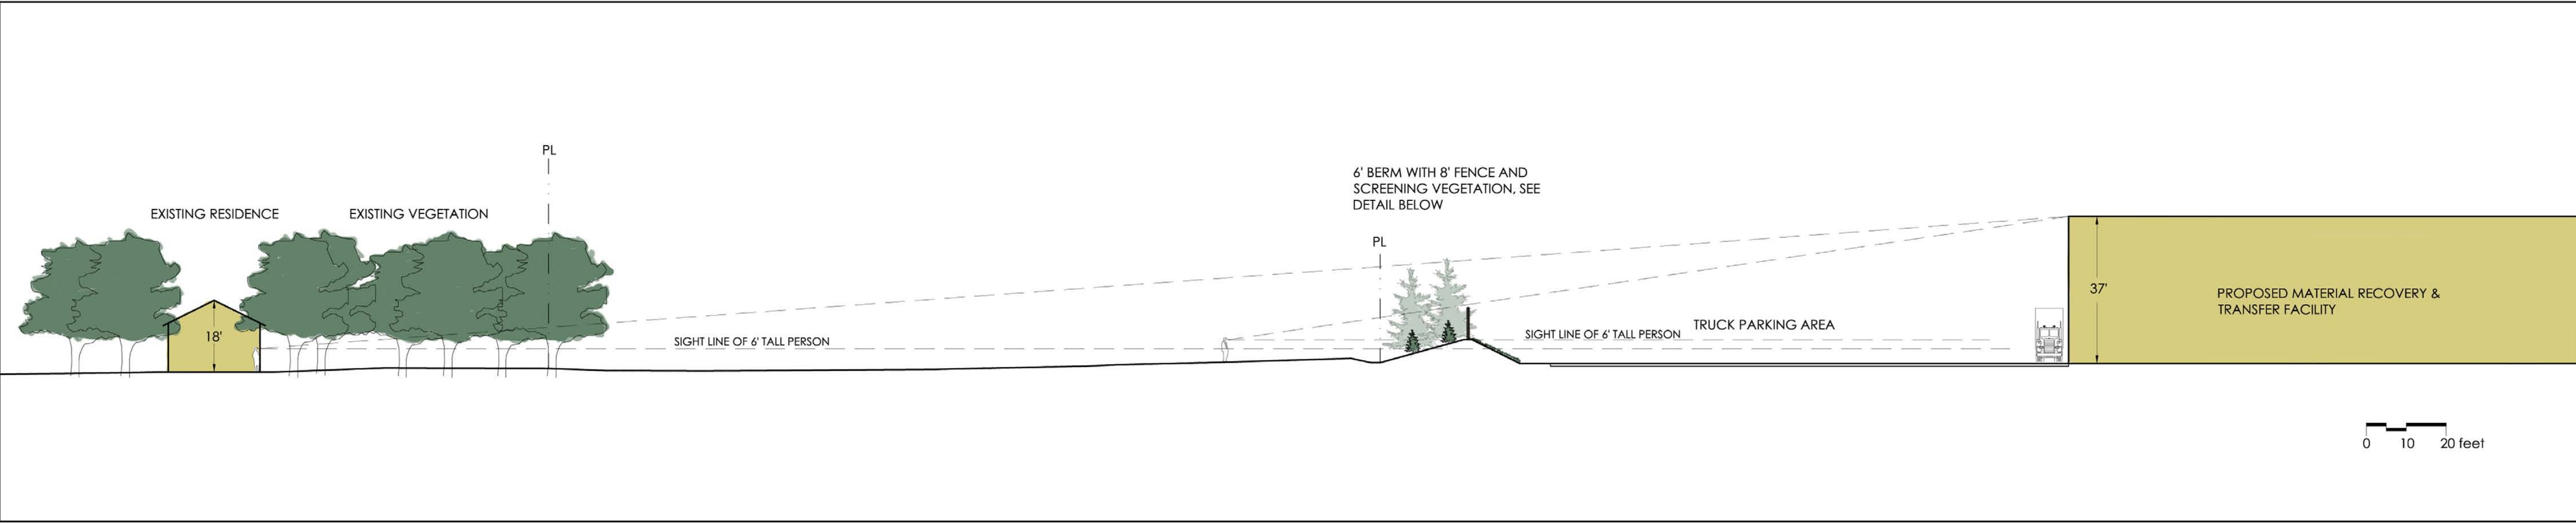 PL
6' BERM WITH 8' FENCE AND
SCREENING VEGETATION, SEE
DETAIL BELOW
EXISTING RESIDENCE
EXISTING VEGETATION
PL
18'
SIGHT LINE OF 6' TALL PERSON
SIGHT LINE OF 6' TALL PERSON
TRUCK PARKING AREA
37'
PROPOSED MATERIAL RECOVERY &
TRANSFER FACILITY
0 10 20 feet